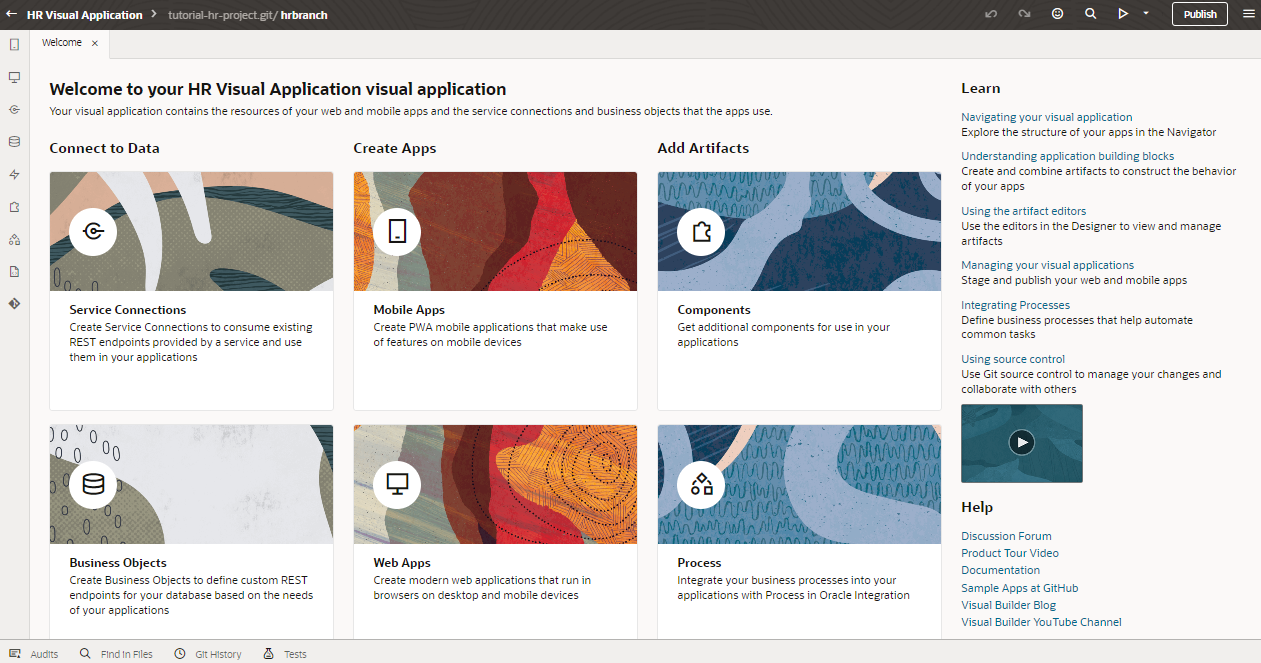 HR Visual Application > tutorial-hr-project.git/ hrbranch
Publish
Welcome ×
Welcome to your HR Visual Application visual application
Your visual application contains the resources of your web and mobile apps and the service connections and business objects that the apps use.
Connect to Data
Service Connections
Create Service Connections to consume existing
REST endpoints provided by a service and use
them in your applications
Business Objects
Create Business Objects to define custom REST
endpoints for your database based on the needs
of your applications
Create Apps
Mobile Apps
Create PWA mobile applications that make use
of features on mobile devices
Web Apps
Create modern web applications that run in
browsers on desktop and mobile devices
Add Artifacts
Components
Get additional components for use in your
applications
Process
Integrate your business processes into your
applications with Process in Oracle Integration
Learn
Navigating your visual application
Explore the structure of your apps in the Navigator
Understanding application building blocks
Create and combine artifacts to construct the behavior
of your apps
Using the artifact editors
Use the editors in the Designer to view and manage
artifacts
Managing your visual applications
Stage and publish your web and mobile apps
Integrating Processes
Define business processes that help automate
common tasks
Using source control
Use Git source control to manage your changes and
collaborate with others
Help
Discussion Forum
Product Tour Video
Documentation
Sample Apps at GitHub
Visual Builder Blog
Visual Builder YouTube Channel
Audits
Find in Files
Git History
Tests